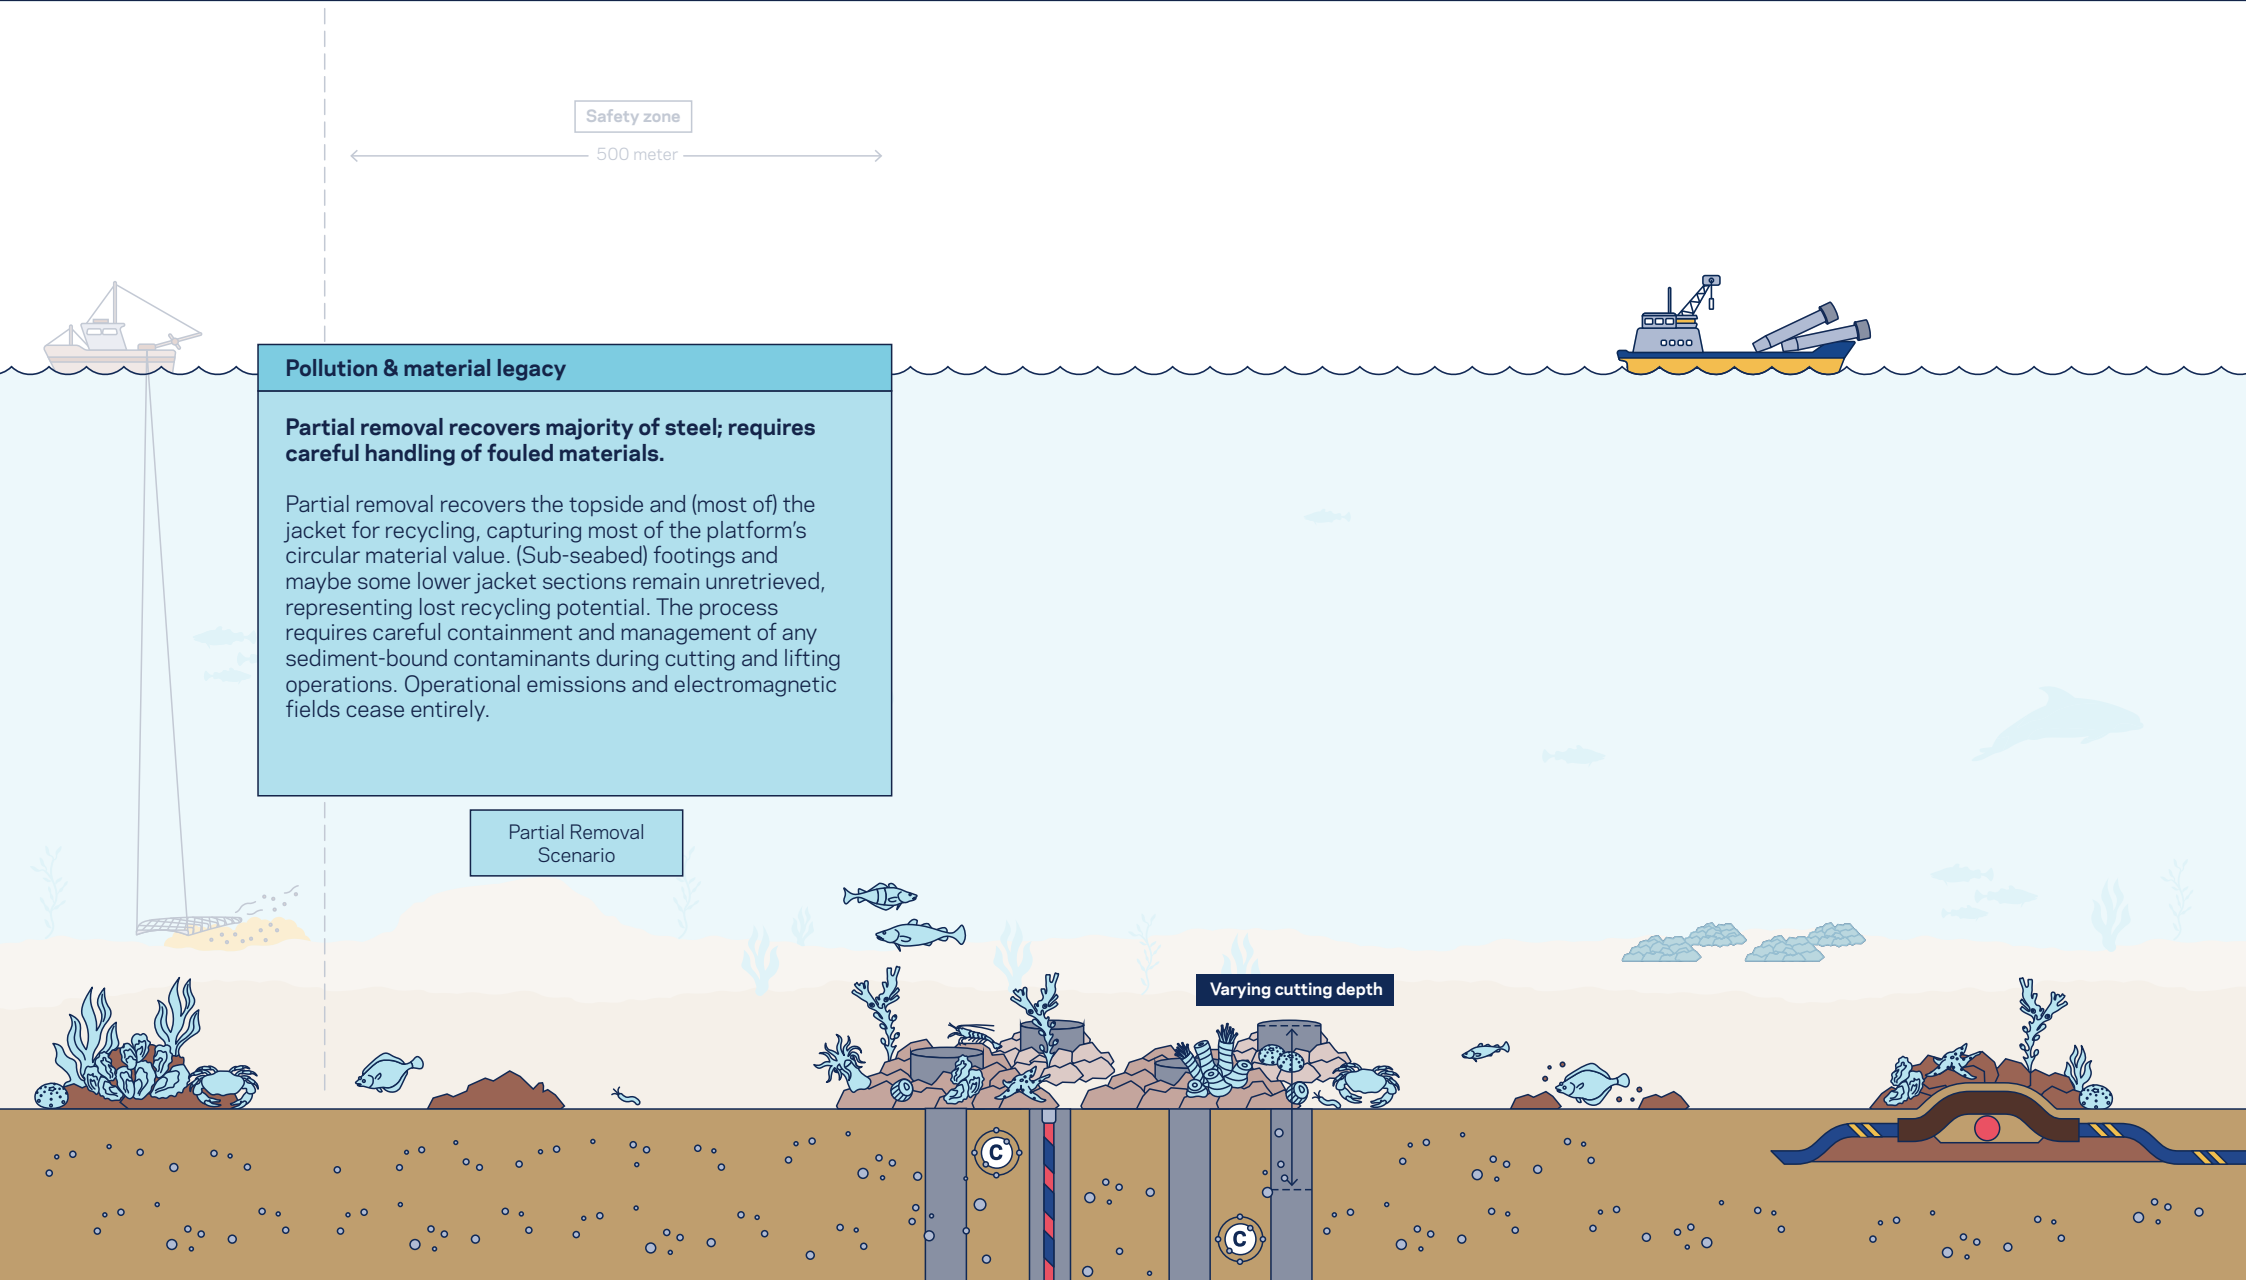 Safety zone
500 meter
Pollution & material legacy
Partial removal recovers majority of steel; requires
careful handling of fouled materials.
Partial removal recovers the topside and (most of) the
jacket for recycling, capturing most of the platform’s
circular material value. (Sub-seabed) footings and
maybe some lower jacket sections remain unretrieved,
representing lost recycling potential. The process
requires careful containment and management of any
sediment-bound contaminants during cutting and lifting
operations. Operational emissions and electromagnetic
fields cease entirely.
Partial Removal
Scenario
Varying cutting depth
C
C